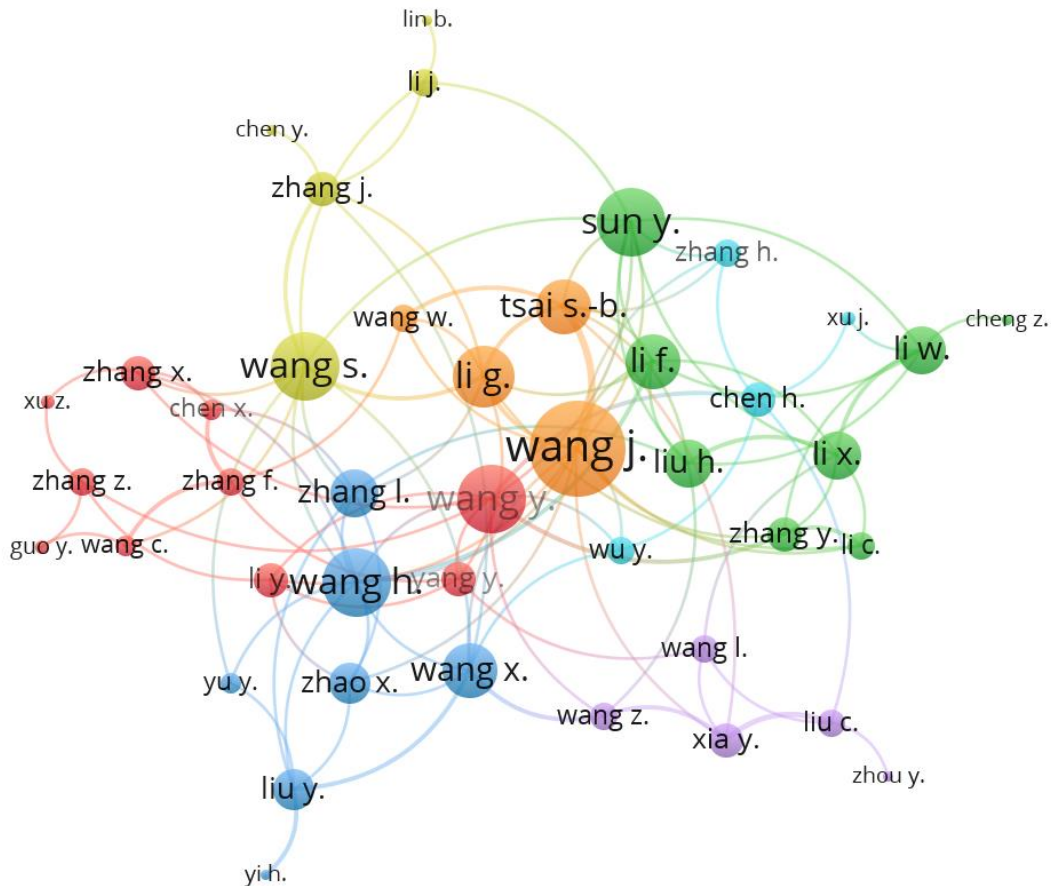 lin b.
li j.
chen y.
zhang j.
sun y.
zhang h.
tsai s.-b.
wang w.
xu j.
cheng z.
li w.
wang s.
li g.
li f.
zhang x.
chen x.
xu z.
chen h.
wang j.
liu h.
li x.
zhang z.
zhang f.
zhang l.
wang y.
guo y.
wang c.
zhang y.
li c.
wu y.
li y.
wang h.
yang y.
wang l.
yu y.
zhao x.
wang x.
wang z.
xia y.
liu c.
zhou y.
liu y.
yi h.